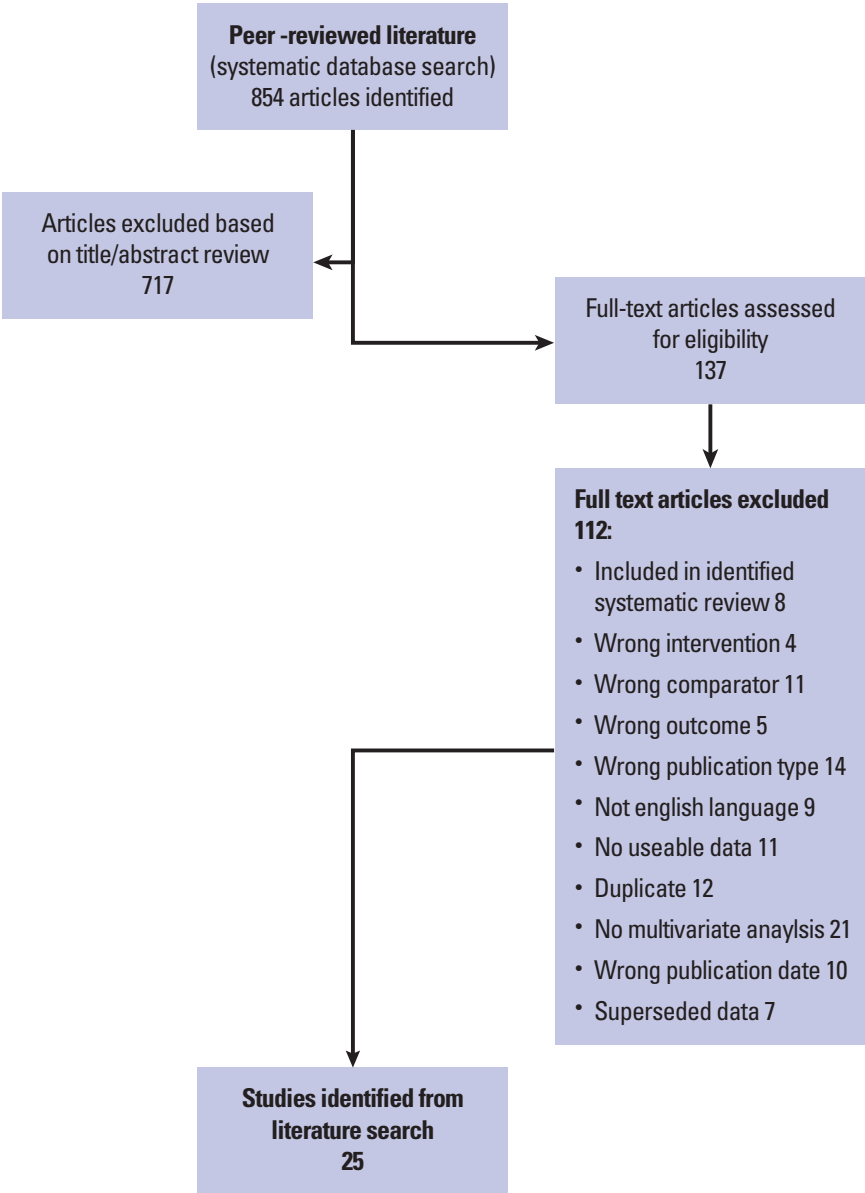 Peer -reviewed literature
(systematic database search)
854 articles identified
Articles excluded based
on title/abstract review
717
Full-text articles assessed
for eligibility
137
Full text articles excluded
112:
• Included in identified
systematic review 8
• Wrong intervention 4
• Wrong comparator 11
• Wrong outcome 5
• Wrong publication type 14
• Not english language 9
• No useable data 11
• Duplicate 12
• No multivariate anaylsis 21
• Wrong publication date 10
• Superseded data 7
Studies identified from
literature search
25